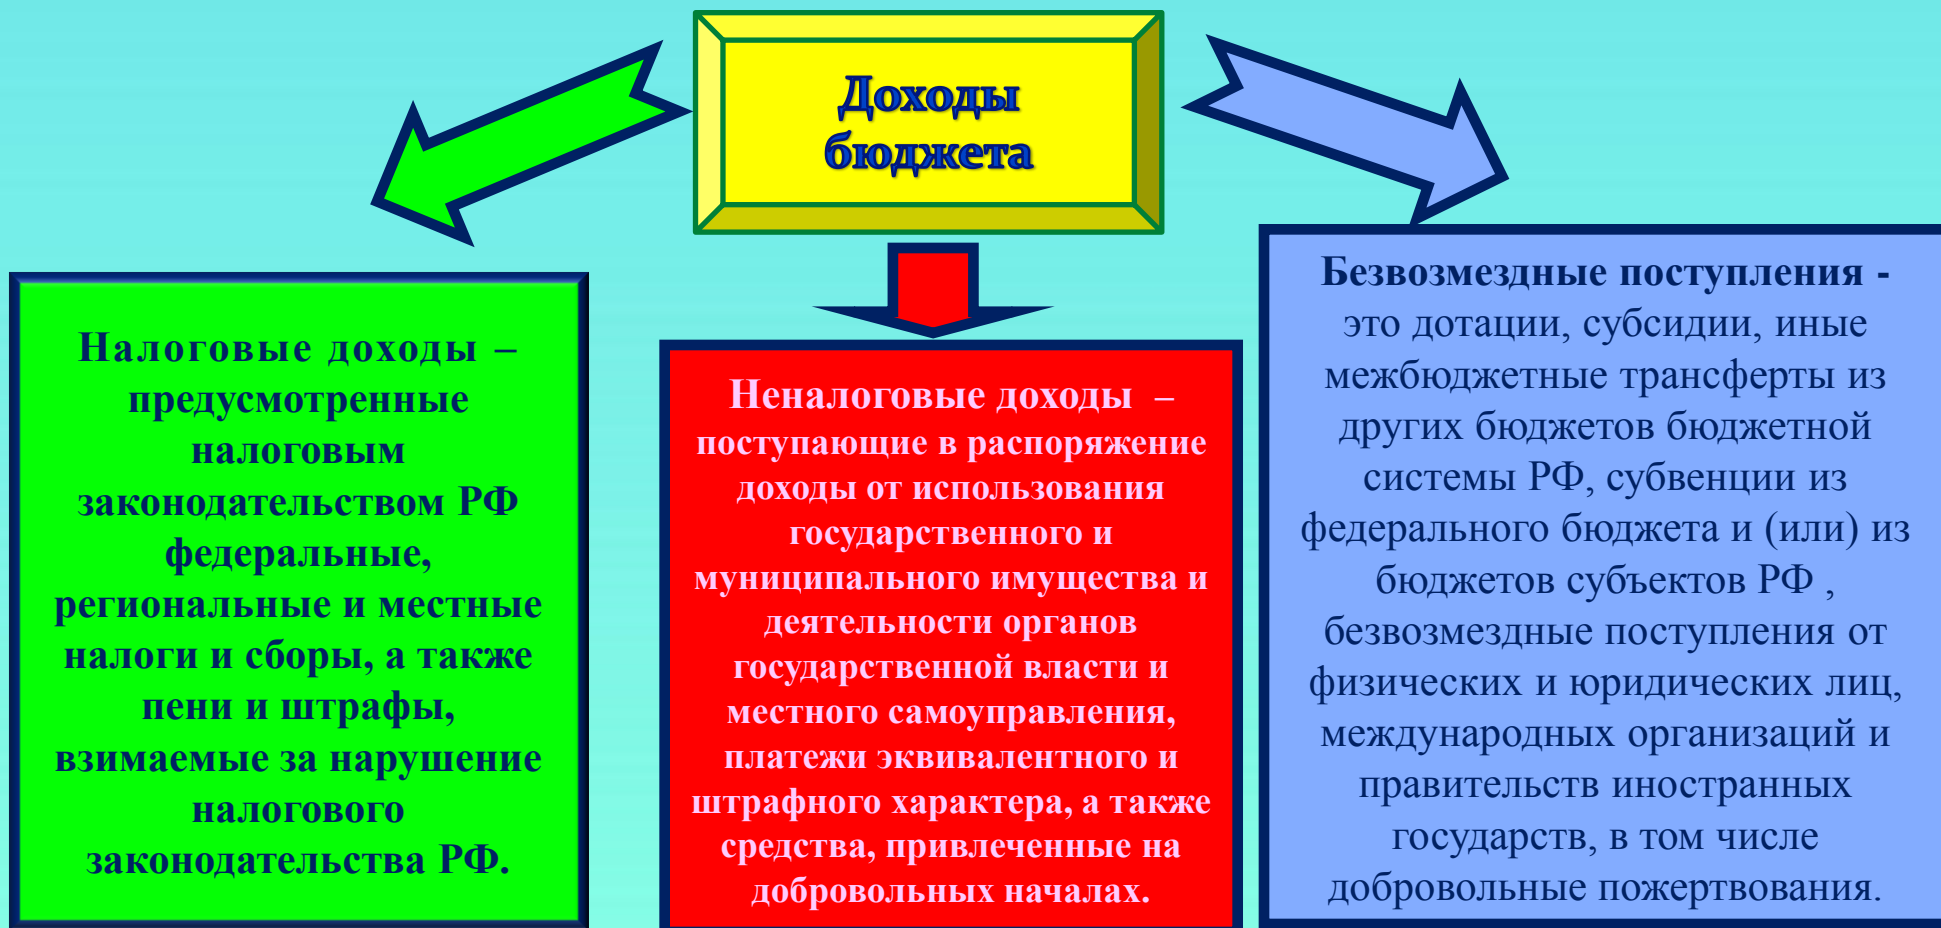 Доходы
бюджета
Налоговые доходы –
предусмотренные
налоговым
законодательством РФ
федеральные,
региональные и местные
налоги и сборы, а также
пени и штрафы,
взимаемые за нарушение
налогового
законодательства РФ.
Неналоговые доходы –
поступающие в распоряжение
доходы от использования
государственного и
муниципального имущества и
деятельности органов
государственной власти и
местного самоуправления,
платежи эквивалентного и
штрафного характера, а также
средства, привлеченные на
добровольных началах.
Безвозмездные поступления -
это дотации, субсидии, иные
межбюджетные трансферты из
других бюджетов бюджетной
системы РФ, субвенции из
федерального бюджета и (или) из
бюджетов субъектов РФ ,
безвозмездные поступления от
физических и юридических лиц,
международных организаций и
правительств иностранных
государств, в том числе
добровольные пожертвования.